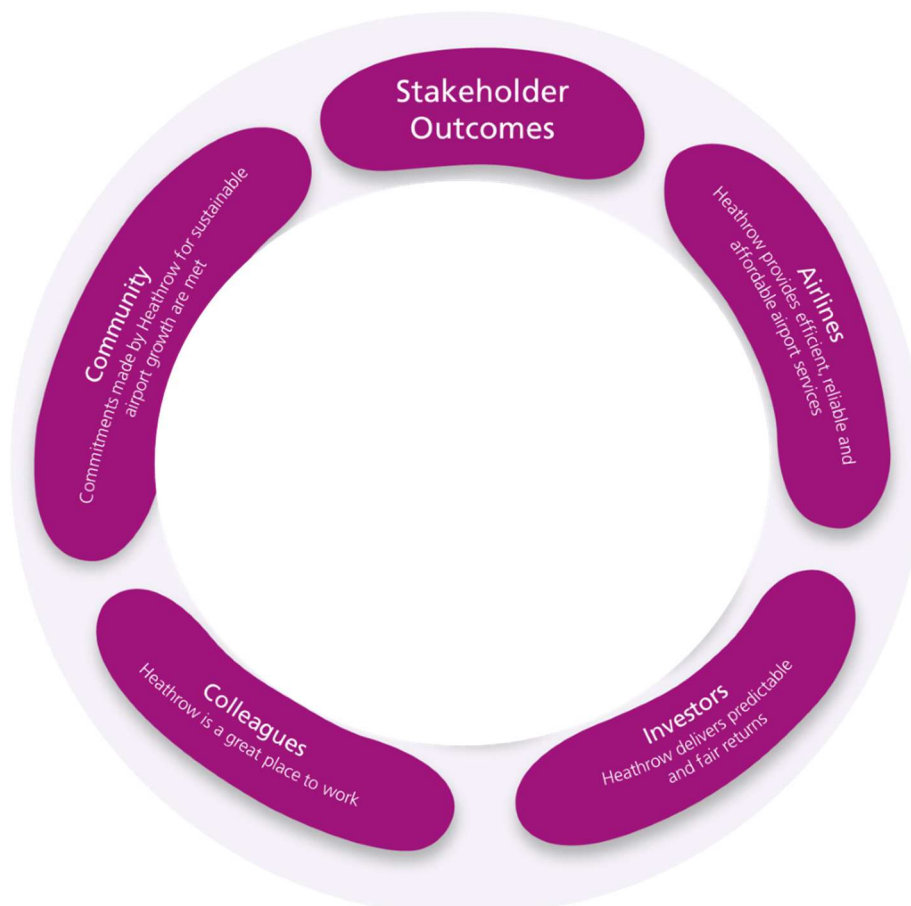 Stakeholder
Outcomes
Airlines
Heathrow provides efficient, reliable and
affordable airport services
Investors
Heathrow delivers predictable
and fair returns
Colleagues
Heathrow is a great place to work
Community
Commitments made by Heathrow for sustainable
airport growth are met